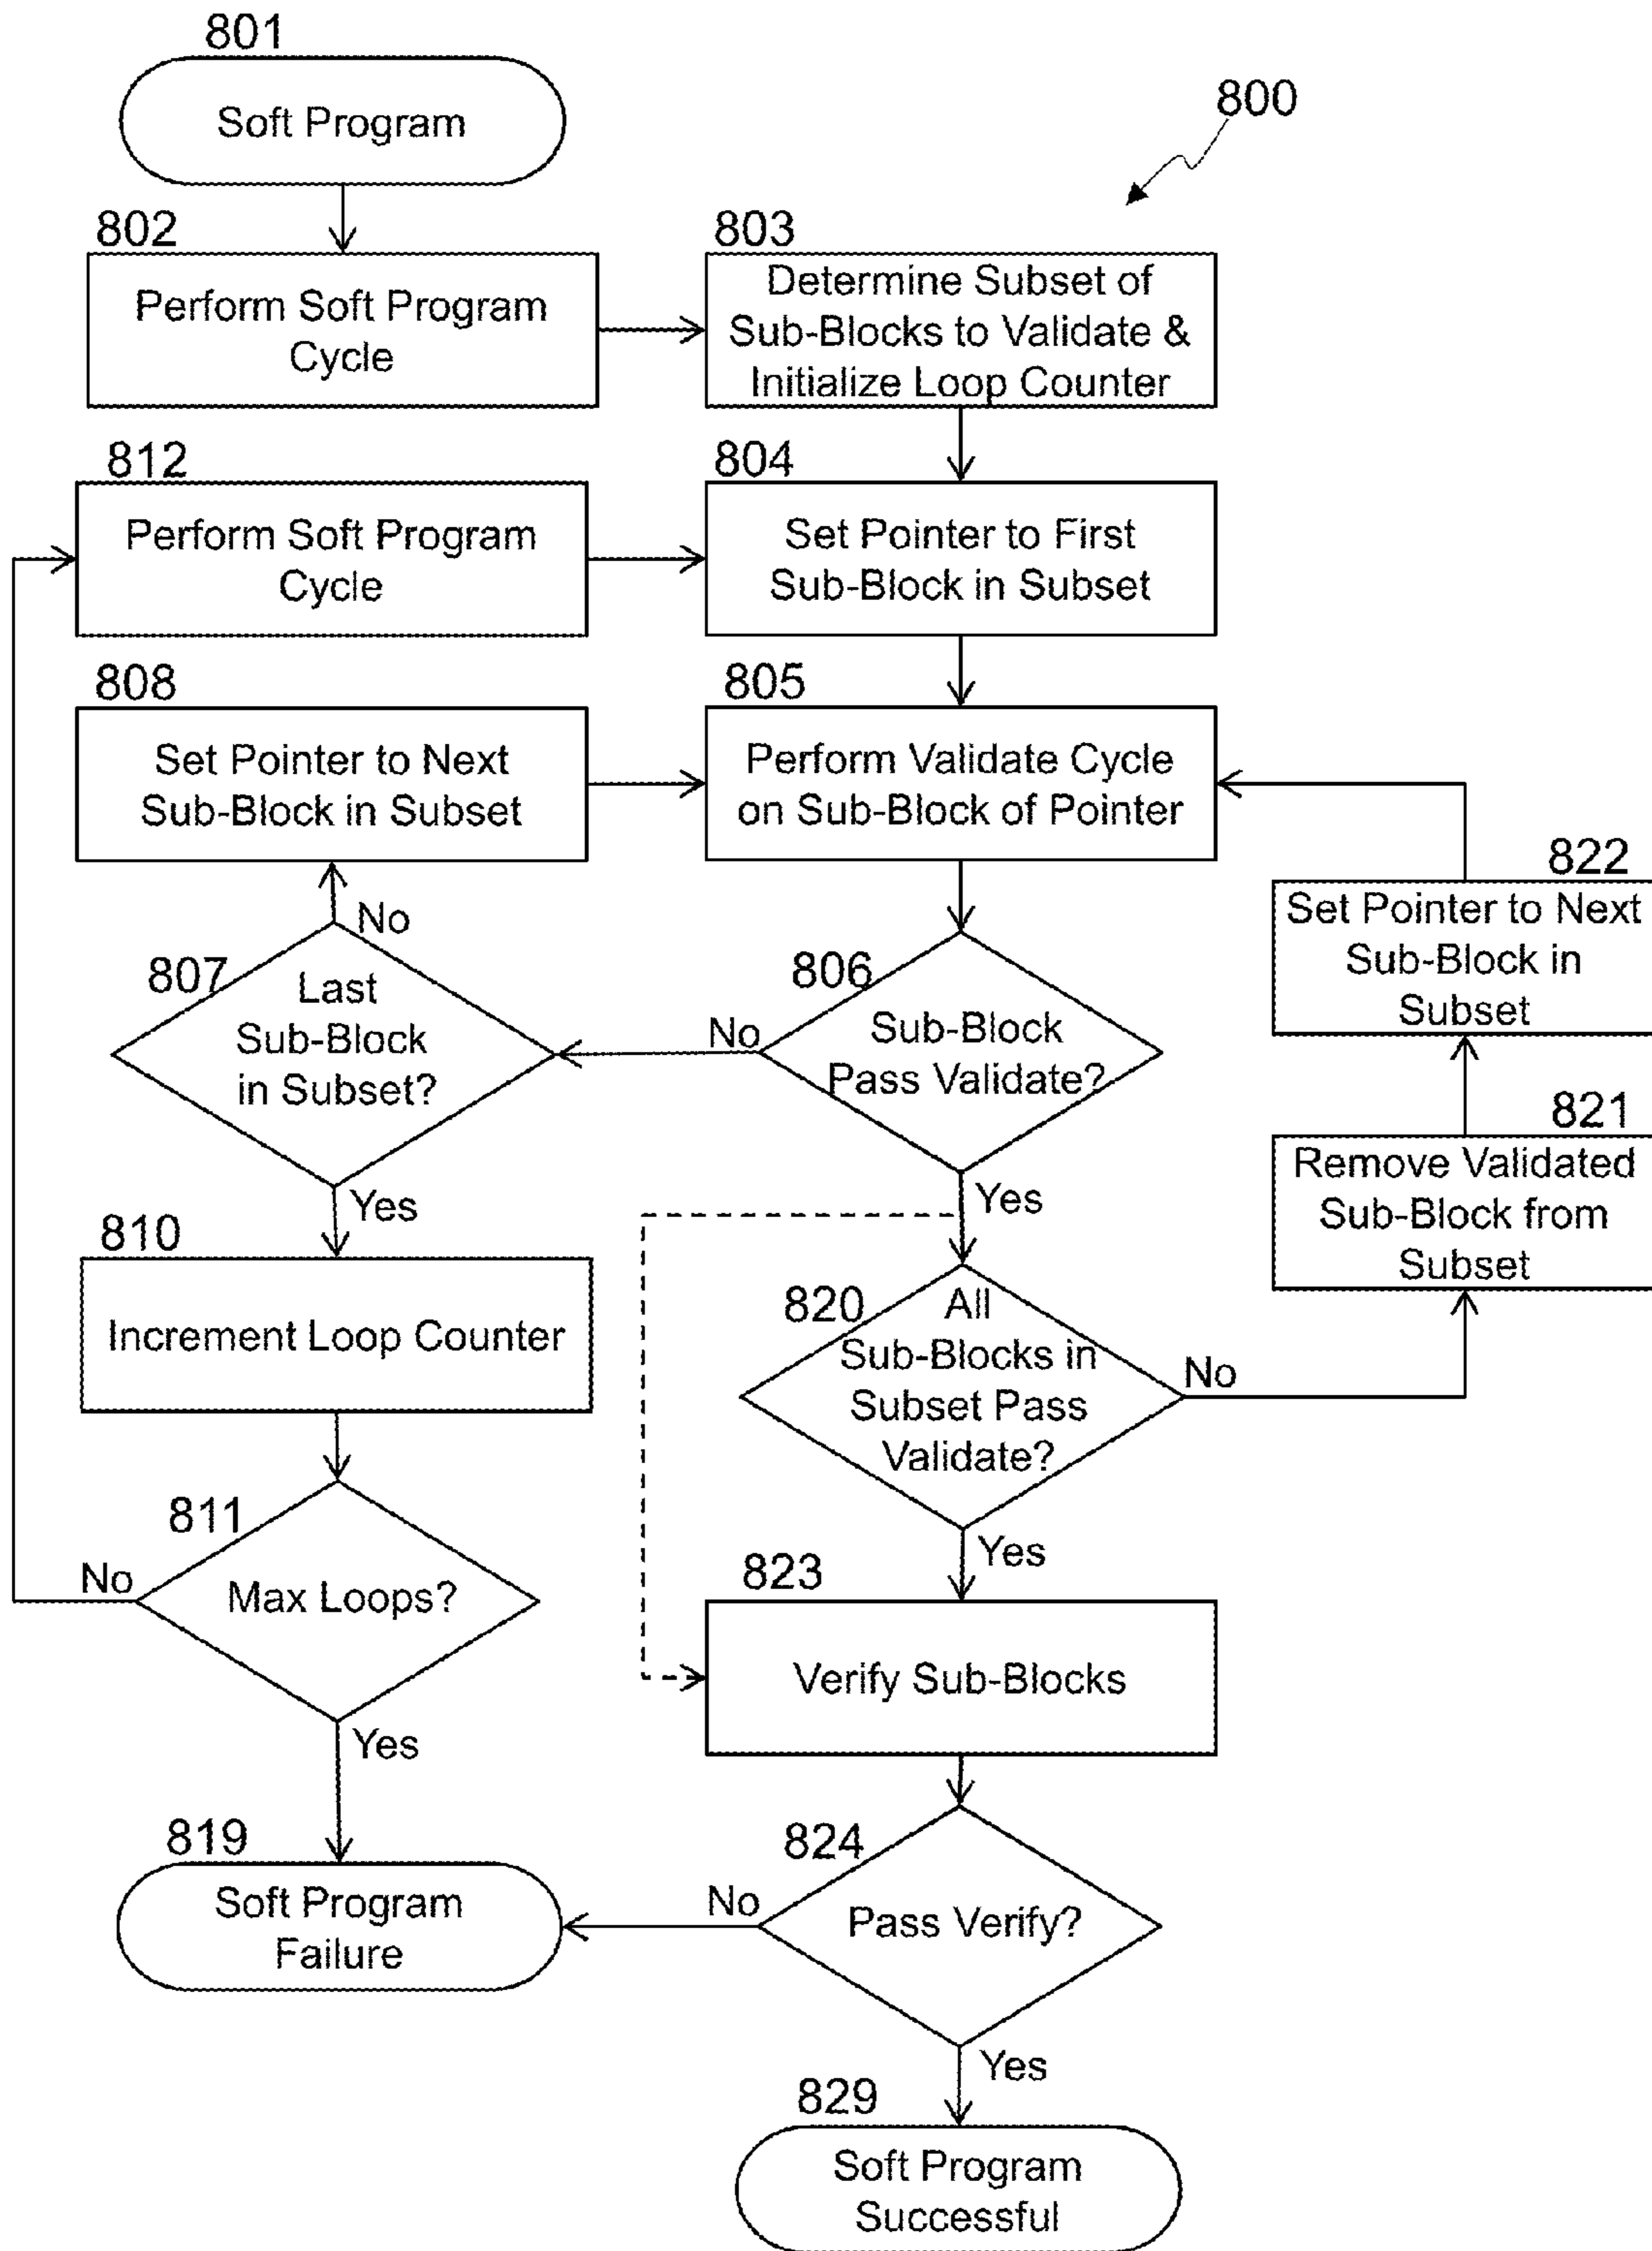 801
Soft Program
800
802
Perform Soft Program
Cycle
803
Determine Subset of
Sub-Blocks to Validate &
Initialize Loop Counter
812
Perform Soft Program
Cycle
804
Set Pointer to First
Sub-Block in Subset
808
Set Pointer to Next
Sub-Block in Subset
805
Perform Validate Cycle
on Sub-Block of Pointer
822
Set Pointer to Next
Sub-Block in
Subset
No
807
Last
Sub-Block
in Subset?
No
806
Sub-Block
Pass Validate?
821
Remove Validated
Sub-Block from
Subset
Yes
Yes
810
Increment Loop Counter
820
All
Sub-Blocks in
Subset Pass
Validate?
No
811
Max Loops?
No
Yes
823
Verify Sub-Blocks
Yes
819
Soft Program
Failure
824
Pass Verify?
No
Yes
829
Soft Program
Successful